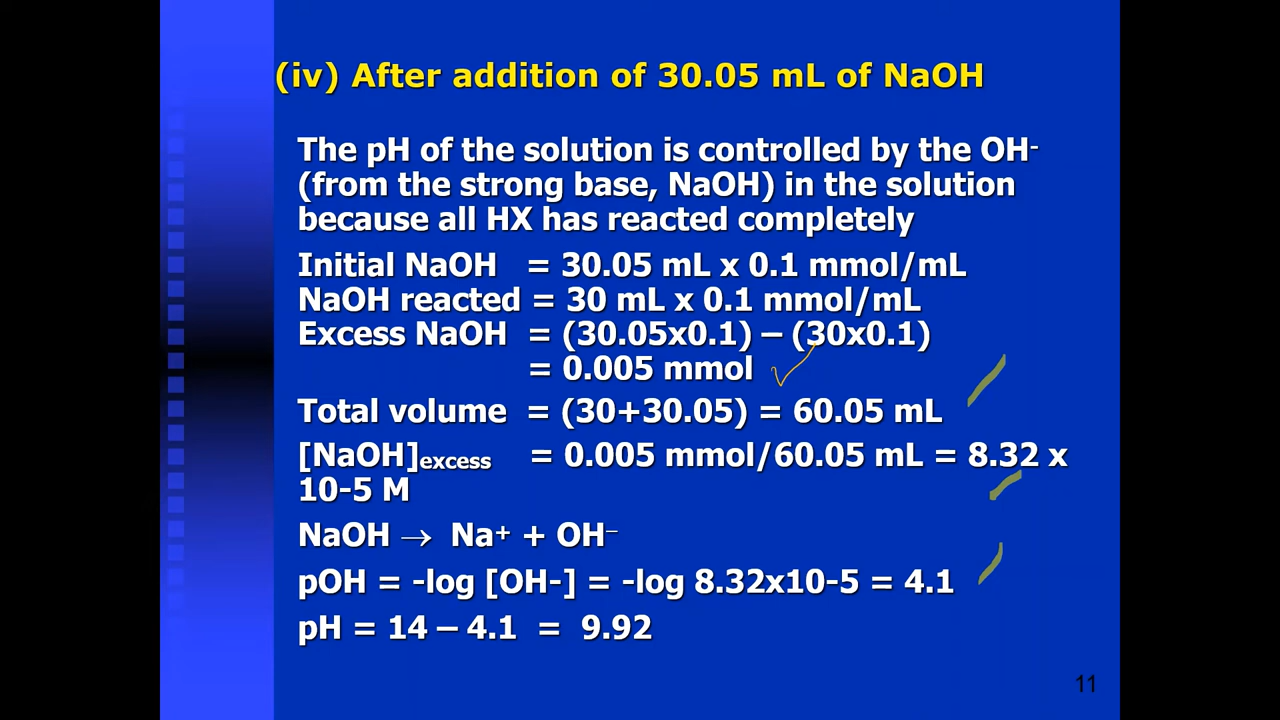 (iv) After addition of 30.05 mL of NaOH
The pH of the solution is controlled by the OH-
(from the strong base, NaOH) in the solution
because all HX has reacted completely
Initial NaOH = 30.05 mL x 0.1 mmol/mL
NaOH reacted = 30 mL x 0.1 mmol/mL
Excess NaOH = (30.05x0.1) – (30x0.1)
= 0.005 mmol
Total volume = (30+30.05) = 60.05 mL
[NaOH]excess = 0.005 mmol/60.05 mL = 8.32 x
10-5 M
NaOH → Na+ + OH–
pOH = -log [OH-] = -log 8.32x10-5 = 4.1
pH = 14 – 4.1 = 9.92
11